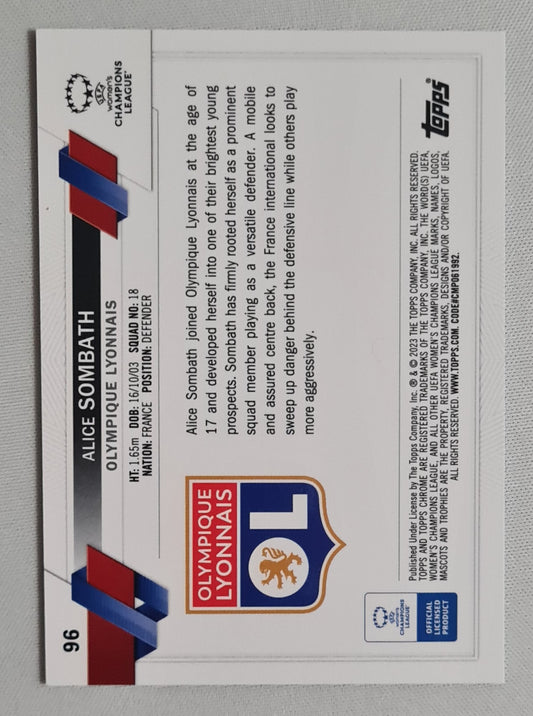 96
ALICE SOMBATH
OLYMPIQUE LYONNAIS
HT: 1.65m DOB: 16/10/03 SQUAD NO: 18
NATION: FRANCE POSITION: DEFENDER
UEFA
women's
CHAMPIONS
LEAGUE™
OLYMPIQUE
LYONNAIS
OL
Alice Sombath joined Olympique Lyonnais at the age of
17 and developed herself into one of their brightest young
prospects. Sombath has firmly rooted herself as a prominent
squad member playing as a versatile defender. A mobile
and assured centre back, the France international looks to
sweep up danger behind the defensive line while others play
more aggressively.
UEFA
women's
CHAMPIONS
LEAGUE
OFFICIAL
LICENSED
PRODUCT
Published Under License by The Topps Company, Inc. ® & © 2023 THE TOPPS COMPANY, INC. ALL RIGHTS RESERVED.
TOPPS AND TOPPS CHROME ARE REGISTERED TRADEMARKS OF THE TOPPS COMPANY, INC. THE WORD(S) UEFA,
WOMEN'S CHAMPIONS LEAGUE, AND ALL OTHER UEFA WOMEN'S CHAMPIONS LEAGUE MARKS, NAMES, LOGOS,
MASCOTS AND TROPHIES ARE THE PROPERTY, REGISTERED TRADEMARKS, DESIGNS AND/OR COPYRIGHT OF UEFA.
ALL RIGHTS RESERVED. WWW.TOPPS.COM. CODE#CMP061992.
topps®